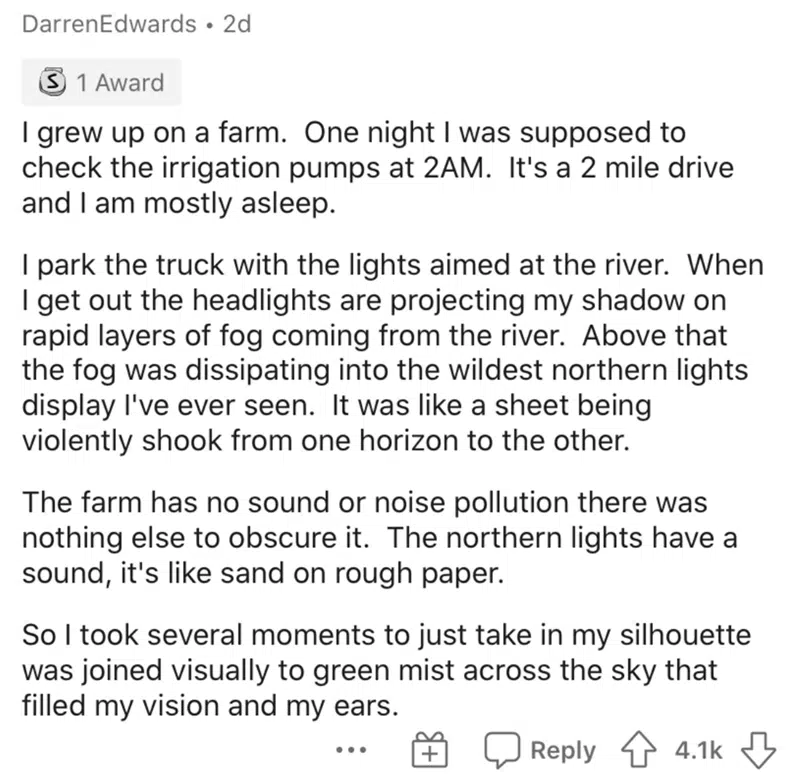 DarrenEdwards • 2d
1 Award
I grew up on a farm.  One night I was supposed to
check the irrigation pumps at 2AM.  It's a 2 mile drive
and I am mostly asleep.
I park the truck with the lights aimed at the river.  When
I get out the headlights are projecting my shadow on
rapid layers of fog coming from the river.  Above that
the fog was dissipating into the wildest northern lights
display I've ever seen.  It was like a sheet being
violently shook from one horizon to the other.
The farm has no sound or noise pollution there was
nothing else to obscure it.  The northern lights have a
sound, it's like sand on rough paper.
So I took several moments to just take in my silhouette
was joined visually to green mist across the sky that
filled my vision and my ears.
Reply 4.1k